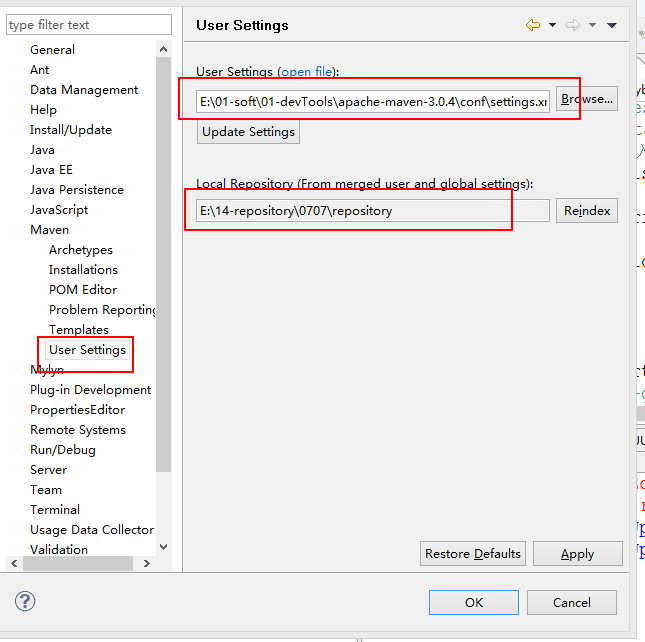 type filter text
General
Ant
Data Management
Help
Install/Update
Java
Java EE
Java Persistence
JavaScript
Maven
Archetypes
Installations
POM Editor
Problem Reporting
Templates
User Settings
Mylyn
Plug-in Development
PropertiesEditor
Remote Systems
Run/Debug
Server
Team
Terminal
Usage Data Collector
Validation
User Settings
User Settings (open file):
E:\01-soft\01-devTools\apache-maven-3.0.4\conf\settings.xm
Browse...
Update Settings
Local Repository (From merged user and global settings):
E:\14-repository\0707\repository
Reindex
Restore Defaults
Apply
OK
Cancel